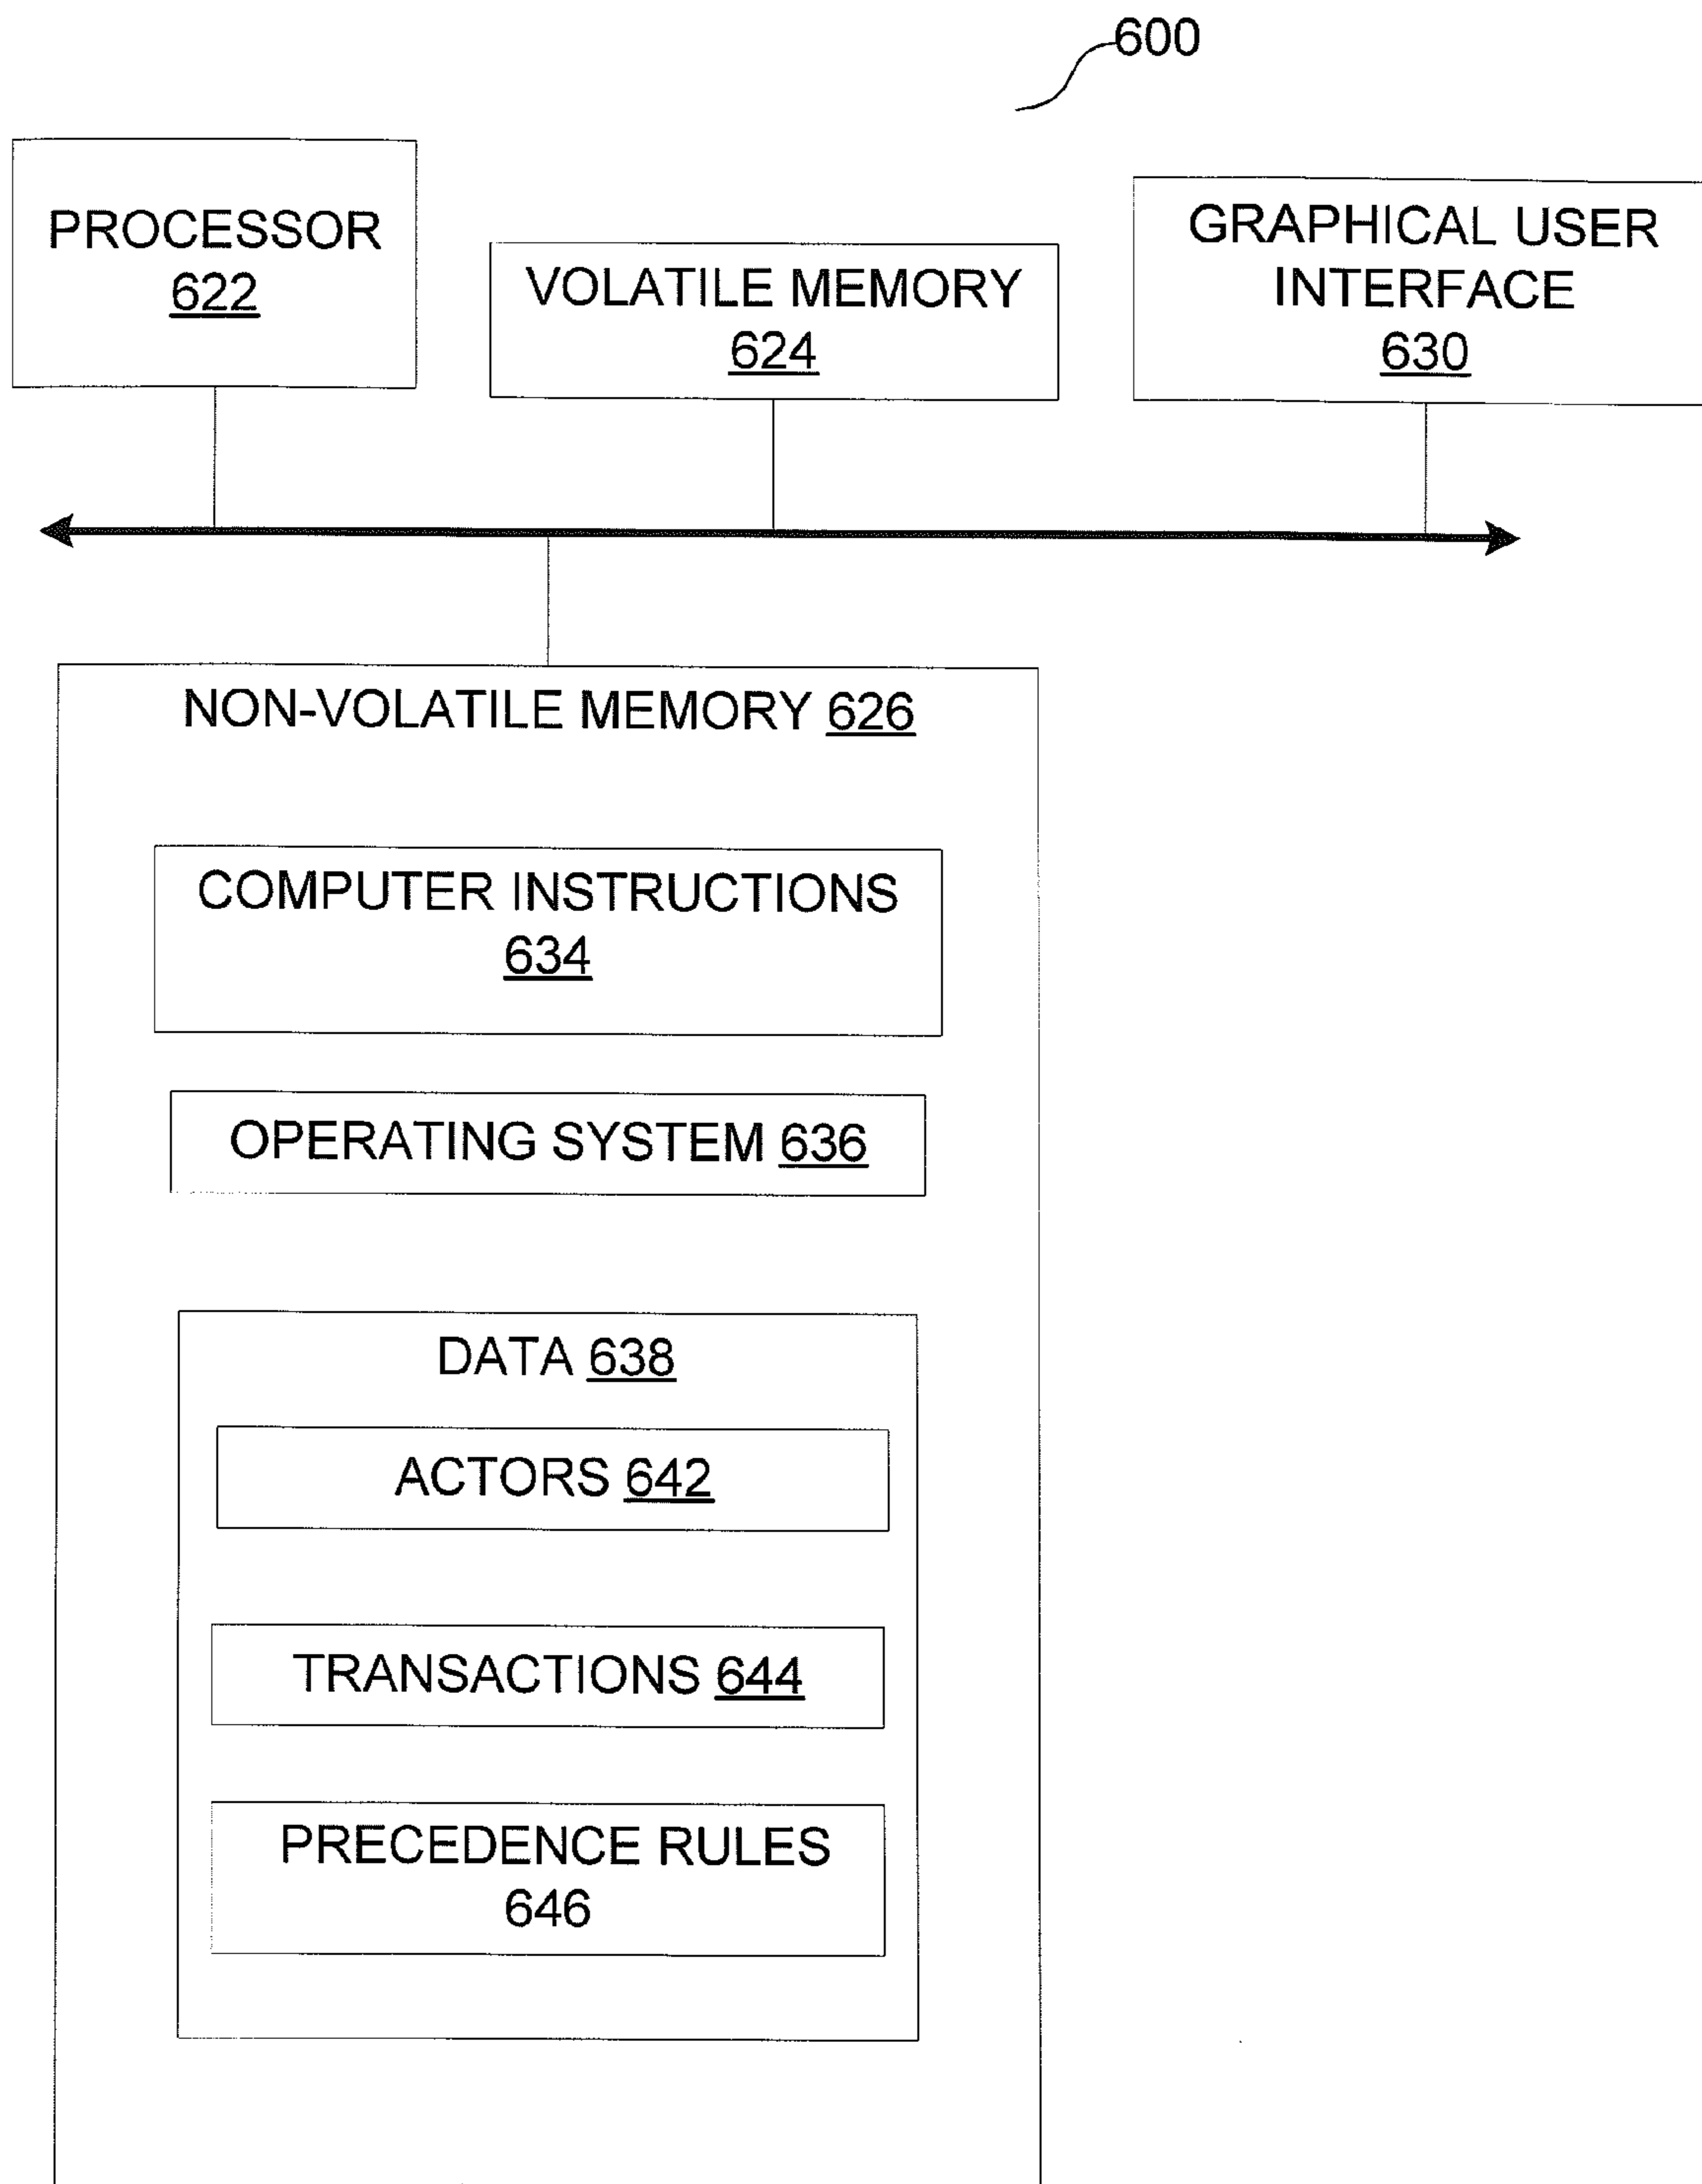 600
PROCESSOR
622
VOLATILE MEMORY
624
GRAPHICAL USER
INTERFACE
630
NON-VOLATILE MEMORY 626
COMPUTER INSTRUCTIONS
634
OPERATING SYSTEM 636
DATA 638
ACTORS 642
TRANSACTIONS 644
PRECEDENCE RULES
646